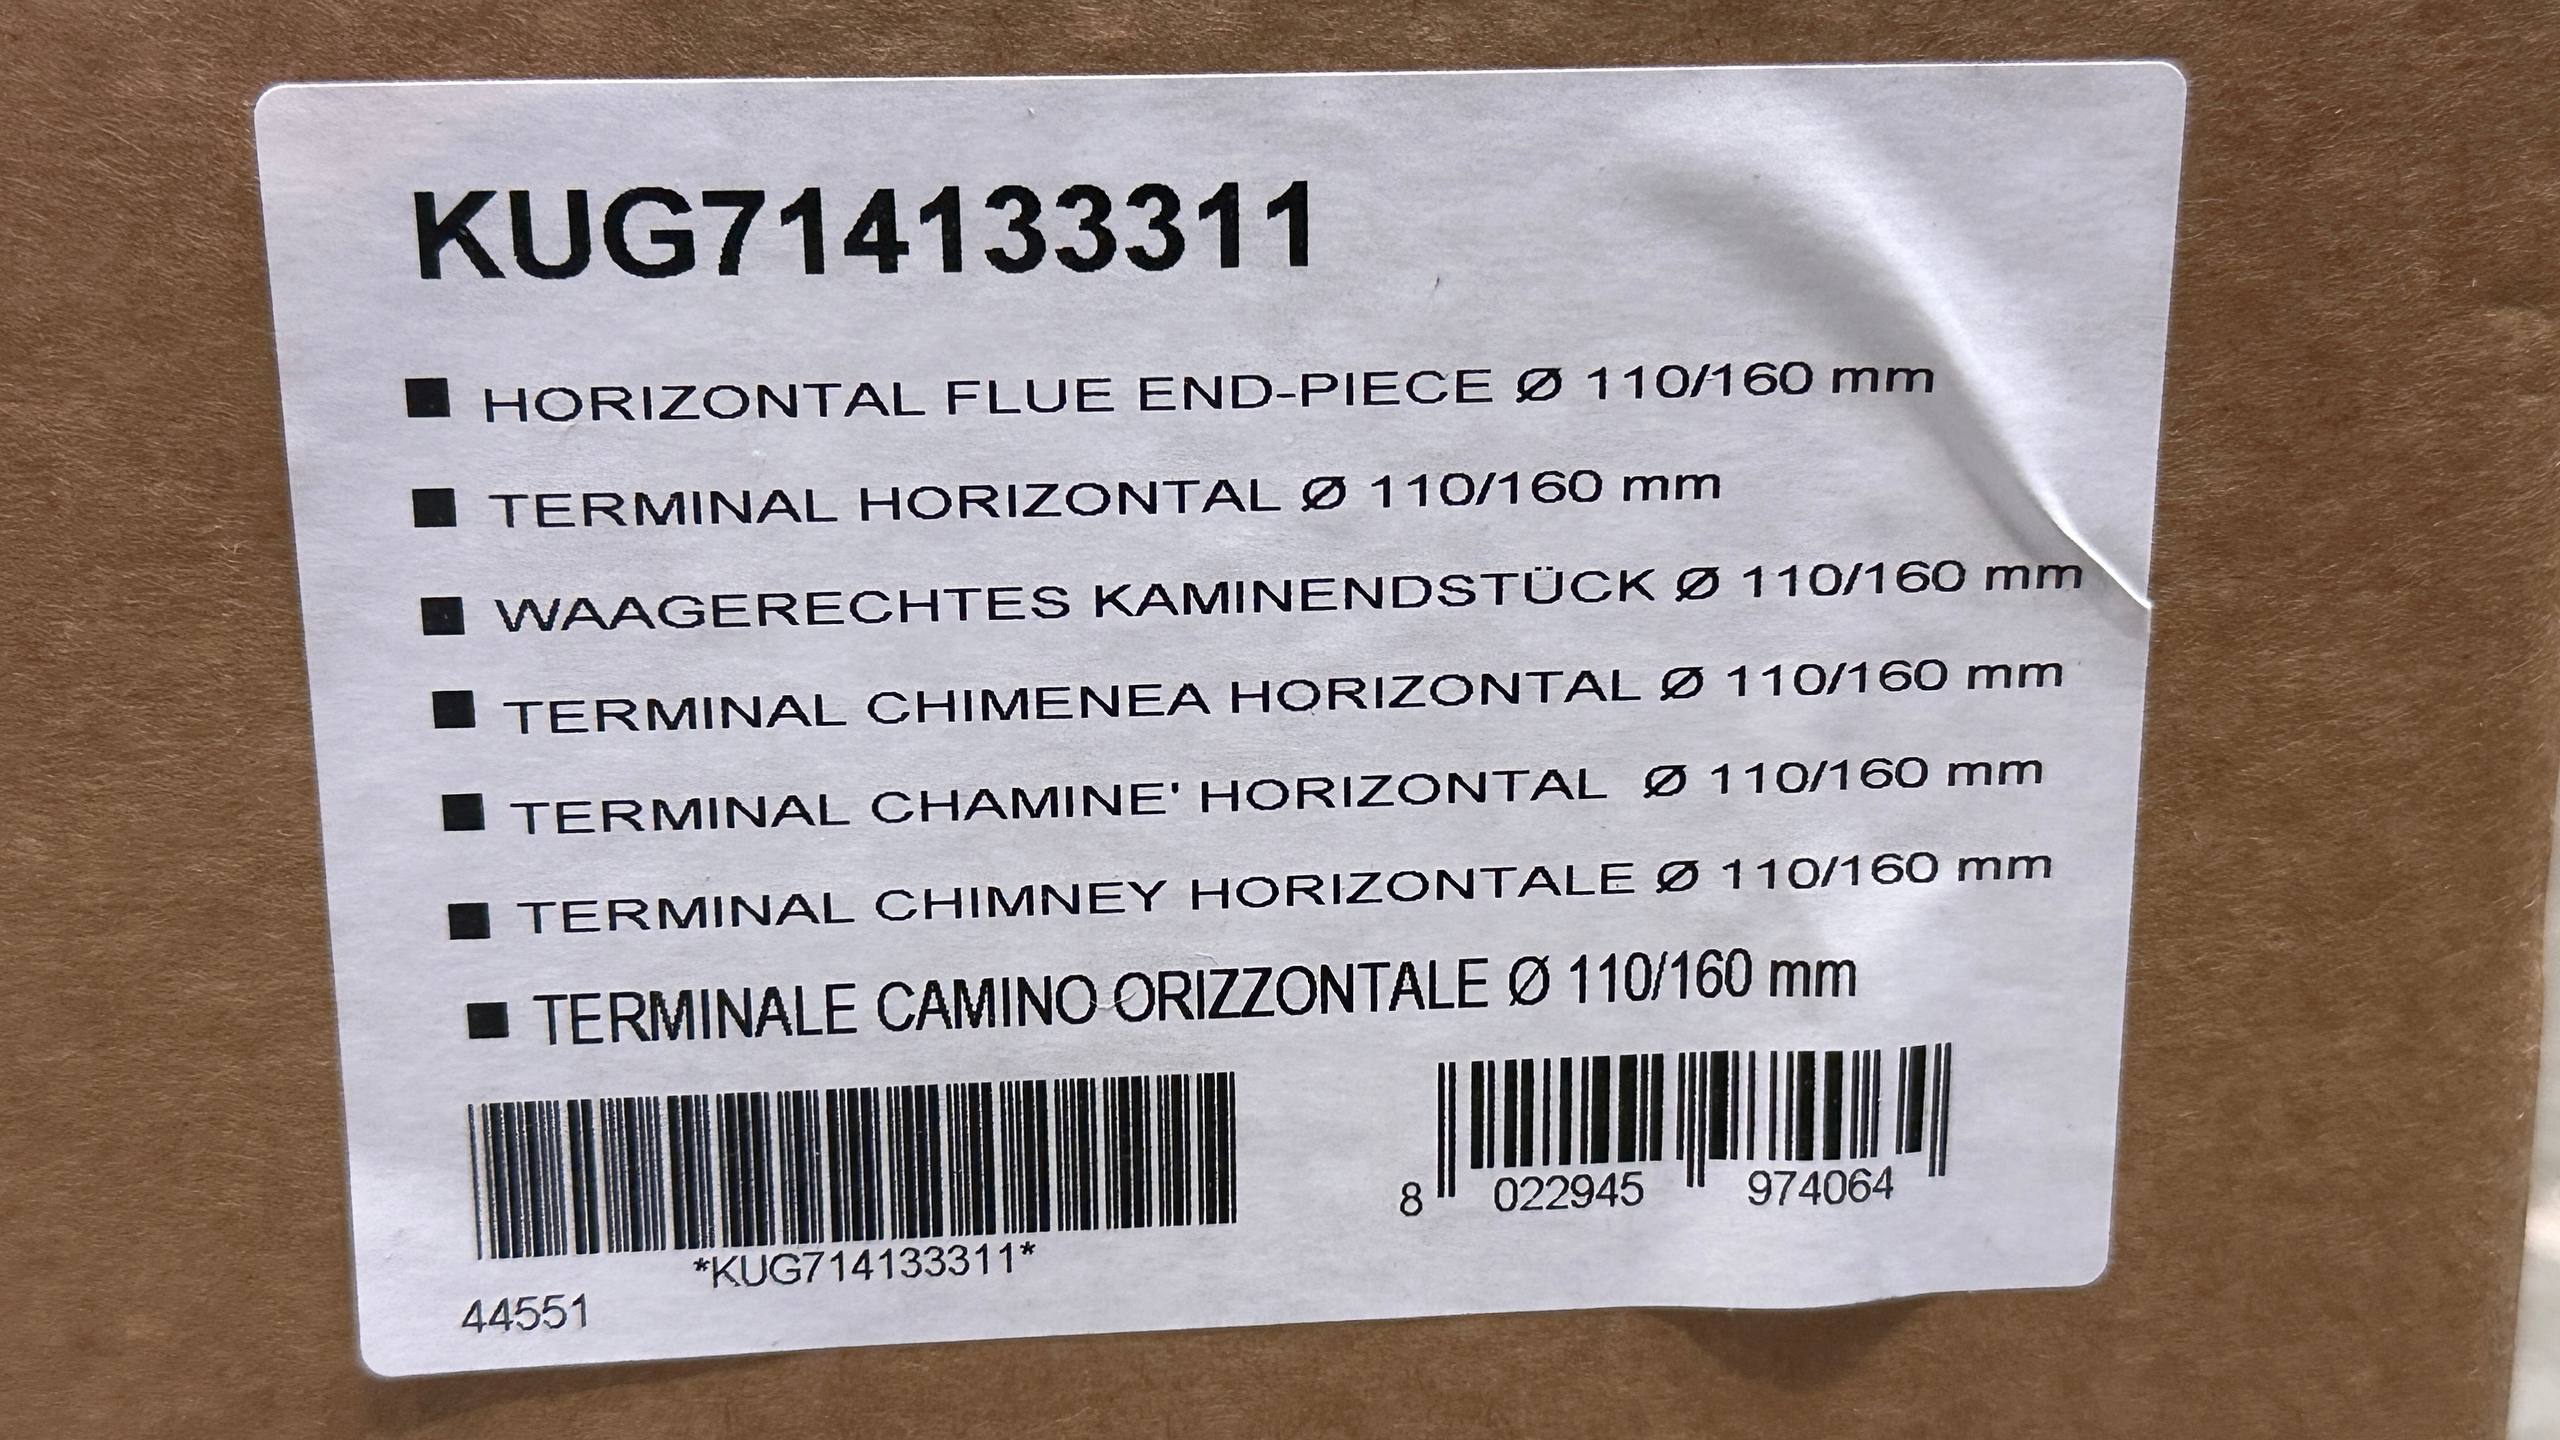 KUG714133311
■ HORIZONTAL FLUE END-PIECE Ø 110/160 mm
■ TERMINAL HORIZONTAL Ø 110/160 mm
■ WAAGERECHTES KAMINENDSTÜCK Ø 110/160 mm
■ TERMINAL CHIMENEA HORIZONTAL Ø 110/160 mm
■ TERMINAL CHAMINE' HORIZONTAL Ø 110/160 mm
■ TERMINAL CHIMNEY HORIZONTALE Ø 110/160 mm
■ TERMINALE CAMINO ORIZZONTALE Ø 110/160 mm
*KUG714133311*
8 022945 974064
44551